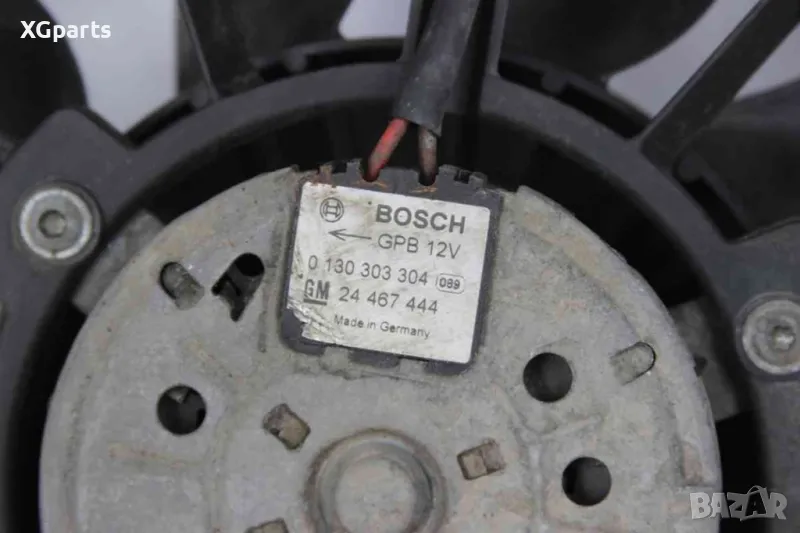 XGparts
BOSCH
GPB 12V
0 130 303 304 089
GM 24 467 444
Made in Germany
BAZAR